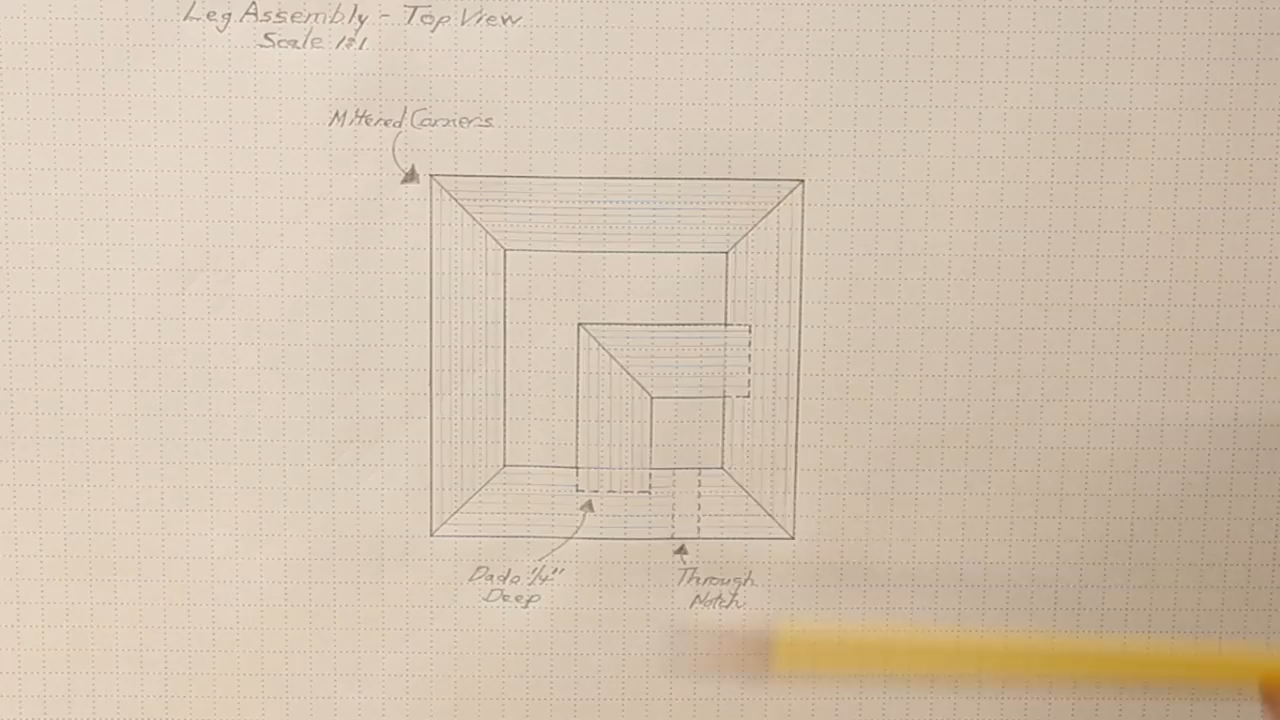 Leg Assembly - Top View
Scale 1:1
Mitered Corners
Dado 1/4"
Deep
Through
Notch